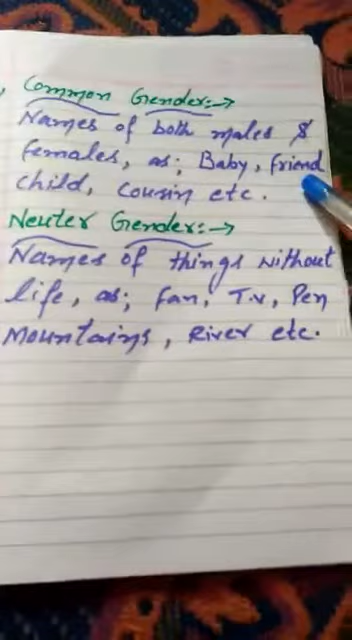 Common Gender:→
Names of both males &
females, as; Baby, friend
child, Cousin etc.
Neuter Gender:→
Names of things without
life, as; Fan, T.v, Pen
Mountains, River etc.